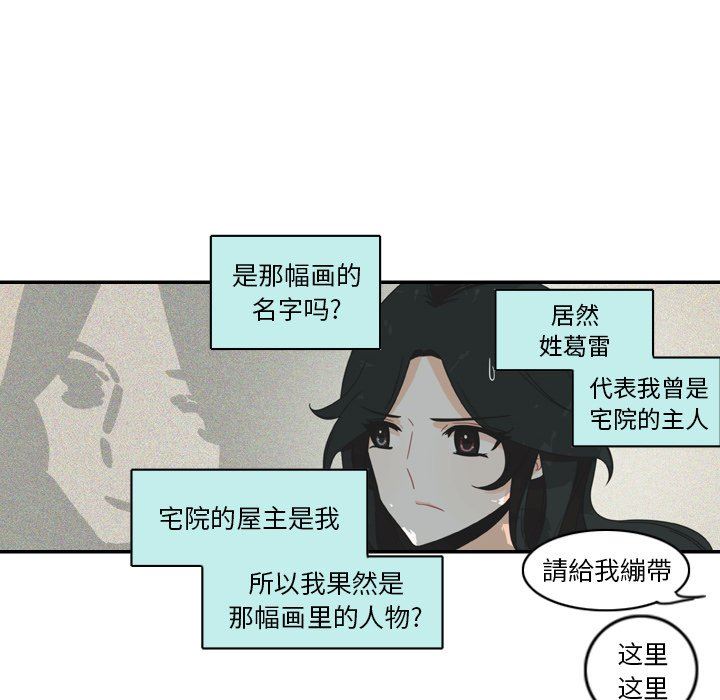 是那幅画的
名字吗?
居然
姓葛雷
代表我曾是
宅院的主人
宅院的屋主是我
所以我果然是
那幅画里的人物?
請給我繃帶
这里
这里